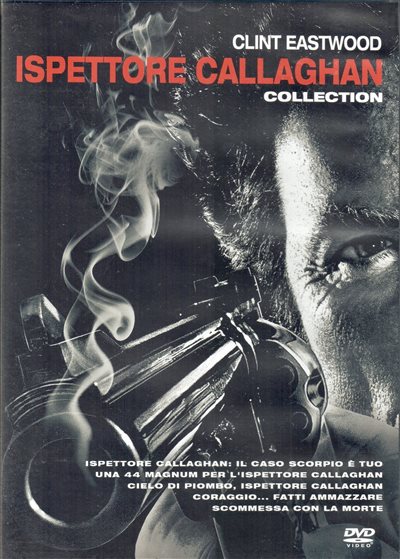 CLINT EASTWOOD
ISPETTORE CALLAGHAN
COLLECTION
ISPETTORE CALLAGHAN: IL CASO SCORPIO È TUO
UNA 44 MAGNUM PER L'ISPETTORE CALLAGHAN
CIELO DI PIOMBO, ISPETTORE CALLAGHAN
CORAGGIO... FATTI AMMAZZARE
SCOMMESSA CON LA MORTE
DVD
VIDEO